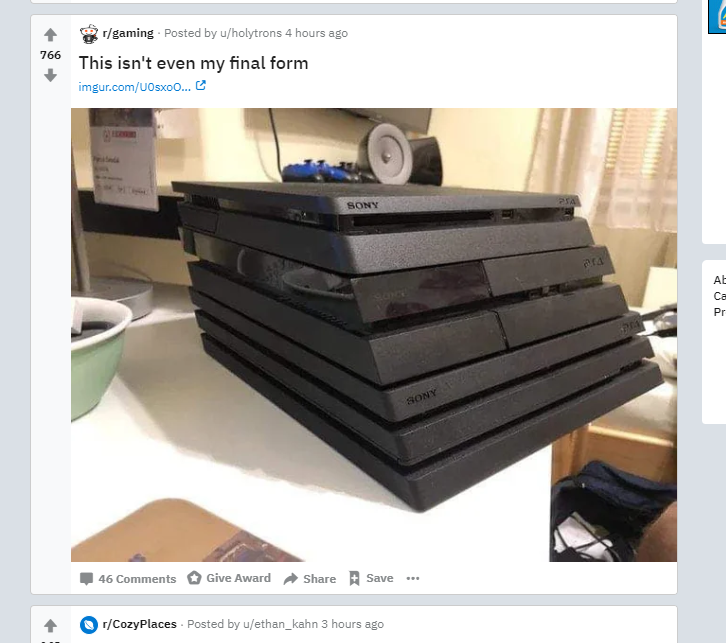 r/gaming · Posted by u/holytrons 4 hours ago
766
This isn't even my final form
imgur.com/U0sxoO...
SONY
PS4
PS4
SONY
PS4
SONY
46 Comments
Give Award
Share
Save
r/CozyPlaces · Posted by u/ethan_kahn 3 hours ago
Ab
Ca
Pr